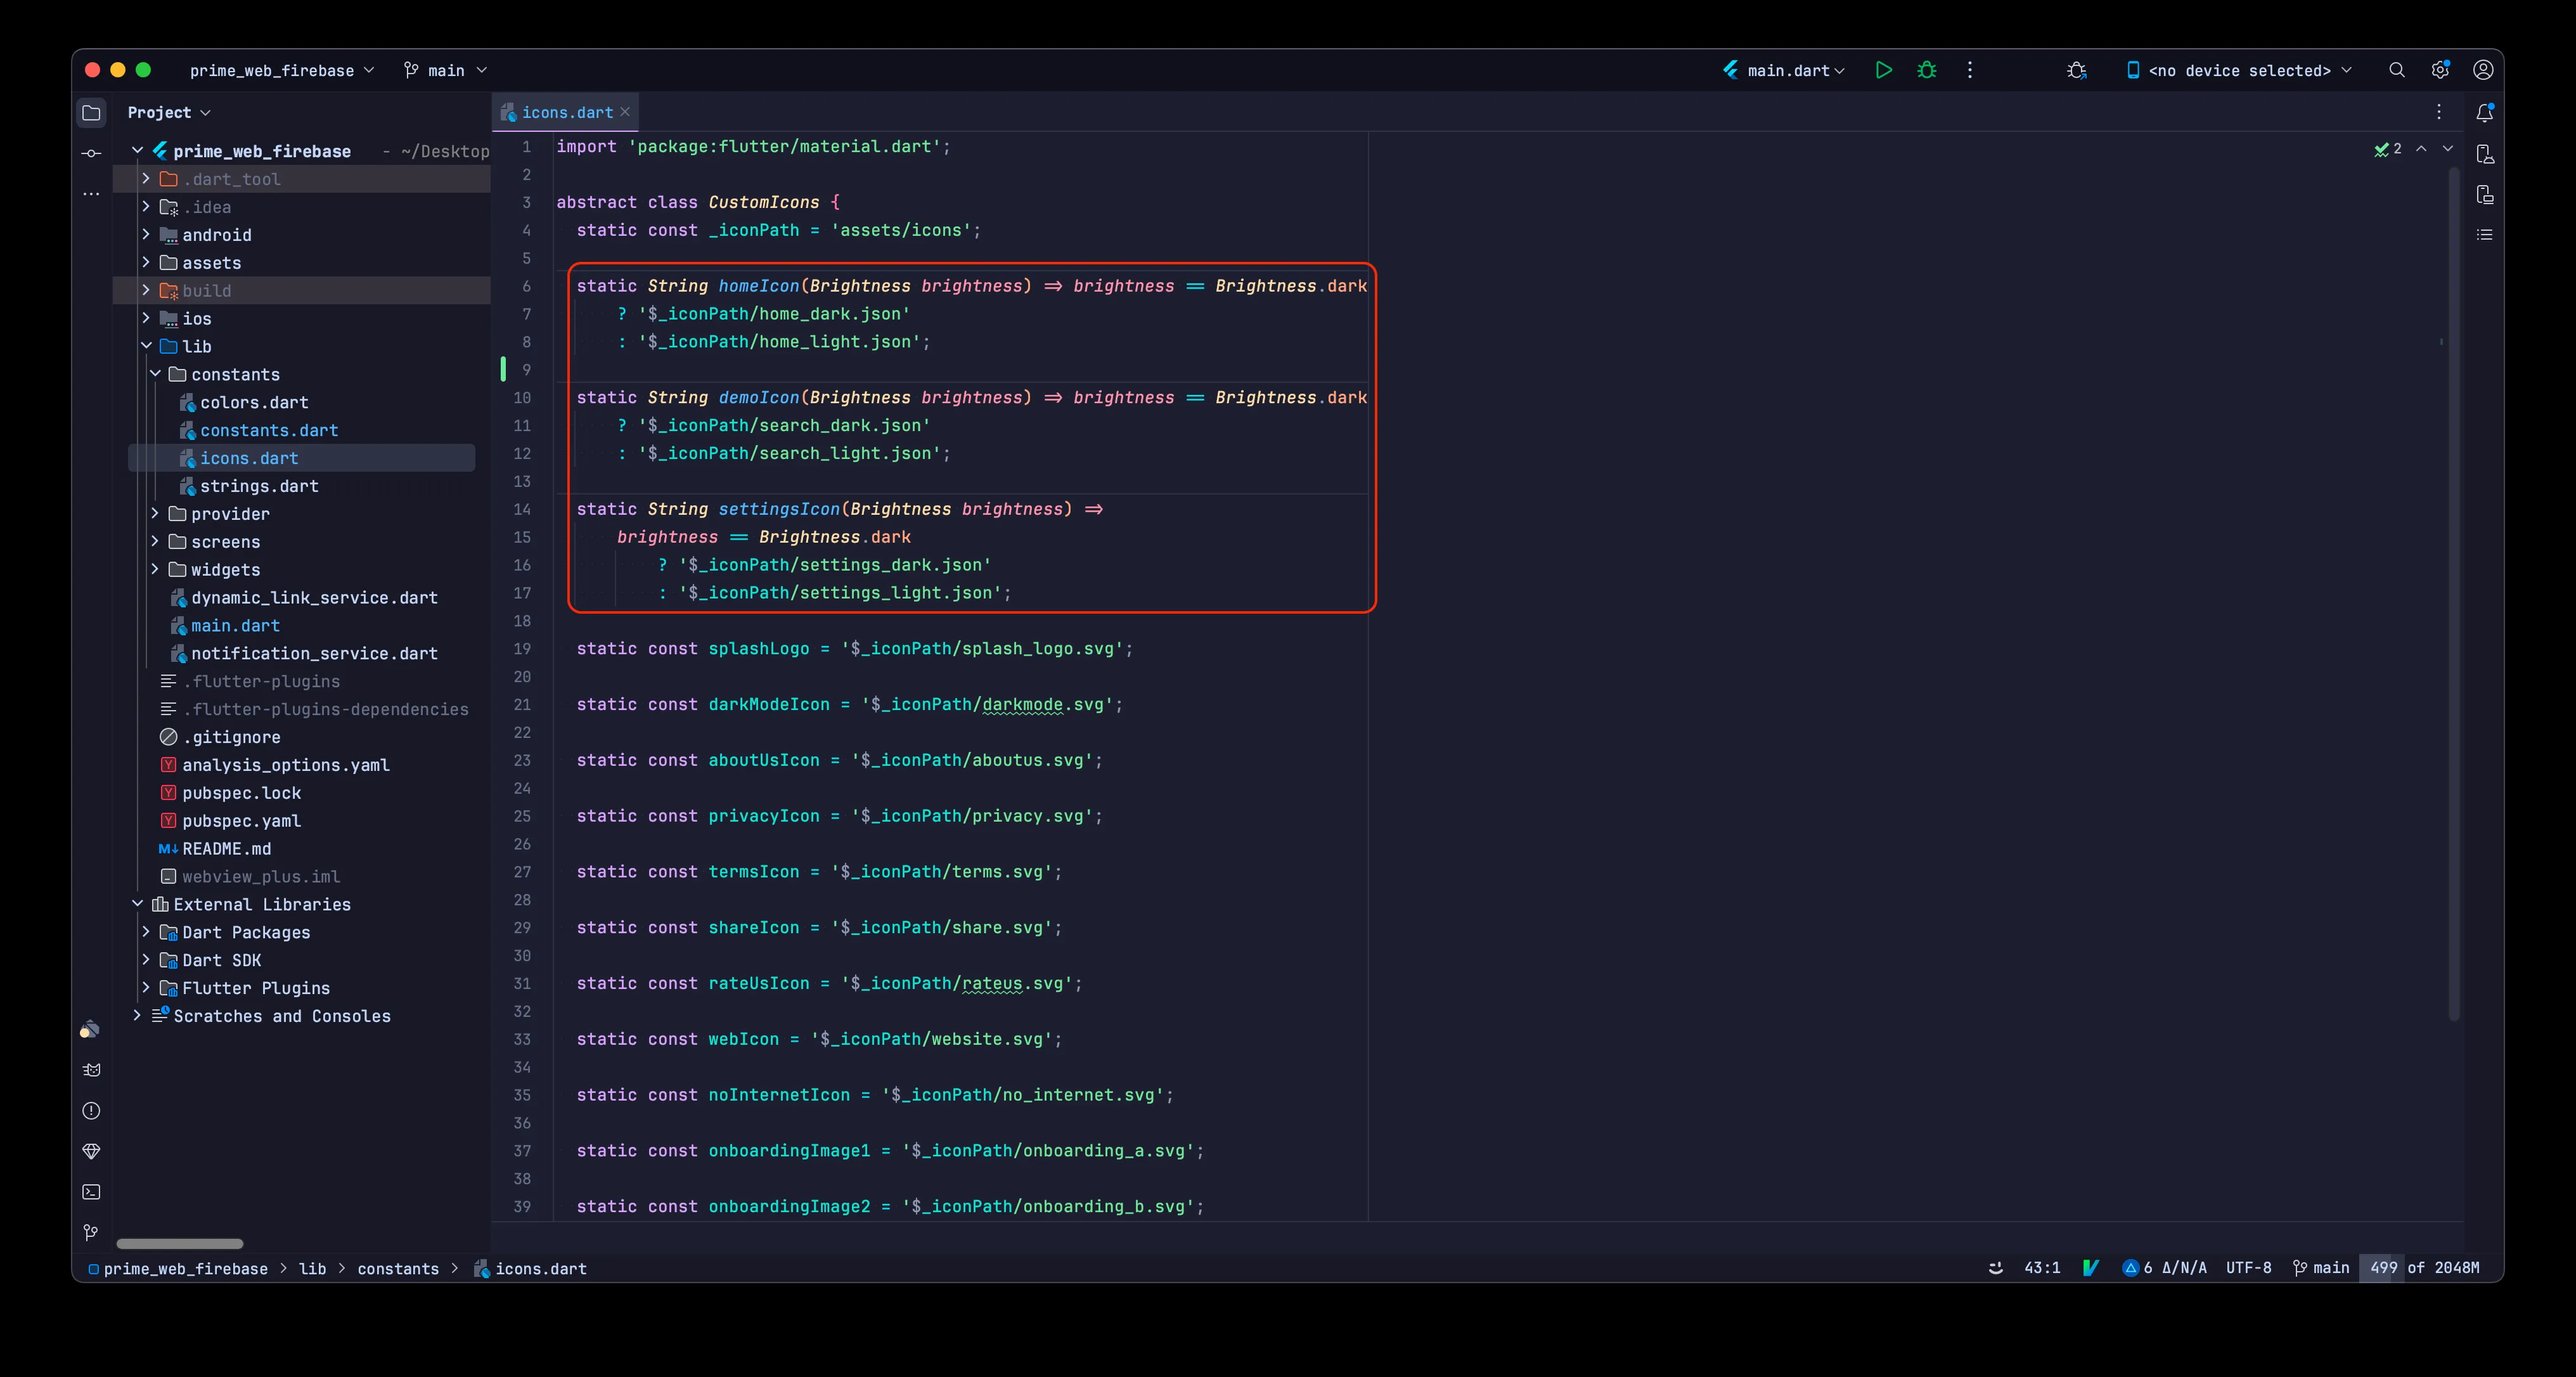 prime_web_firebase main main.dart <no device selected>
Project
icons.dart
prime_web_firebase - ~/Desktop
.dart_tool
.idea
android
assets
build
ios
lib
constants
colors.dart
constants.dart
icons.dart
strings.dart
provider
screens
widgets
dynamic_link_service.dart
main.dart
notification_service.dart
.flutter-plugins
.flutter-plugins-dependencies
.gitignore
analysis_options.yaml
pubspec.lock
pubspec.yaml
README.md
webview_plus.iml
External Libraries
Dart Packages
Dart SDK
Flutter Plugins
Scratches and Consoles
1 import 'package:flutter/material.dart';
2
3 abstract class CustomIcons {
4 static const _iconPath = 'assets/icons';
5
6 static String homeIcon(Brightness brightness) => brightness == Brightness.dark
7 ? '$_iconPath/home_dark.json'
8 : '$_iconPath/home_light.json';
9
10 static String demoIcon(Brightness brightness) => brightness == Brightness.dark
11 ? '$_iconPath/search_dark.json'
12 : '$_iconPath/search_light.json';
13
14 static String settingsIcon(Brightness brightness) =>
15 brightness == Brightness.dark
16 ? '$_iconPath/settings_dark.json'
17 : '$_iconPath/settings_light.json';
18
19 static const splashLogo = '$_iconPath/splash_logo.svg';
20
21 static const darkModeIcon = '$_iconPath/darkmode.svg';
22
23 static const aboutUsIcon = '$_iconPath/aboutus.svg';
24
25 static const privacyIcon = '$_iconPath/privacy.svg';
26
27 static const termsIcon = '$_iconPath/terms.svg';
28
29 static const shareIcon = '$_iconPath/share.svg';
30
31 static const rateUsIcon = '$_iconPath/rateus.svg';
32
33 static const webIcon = '$_iconPath/website.svg';
34
35 static const noInternetIcon = '$_iconPath/no_internet.svg';
36
37 static const onboardingImage1 = '$_iconPath/onboarding_a.svg';
38
39 static const onboardingImage2 = '$_iconPath/onboarding_b.svg';
2
prime_web_firebase > lib > constants > icons.dart
43:1 6 Δ/N/A UTF-8 main 499 of 2048M